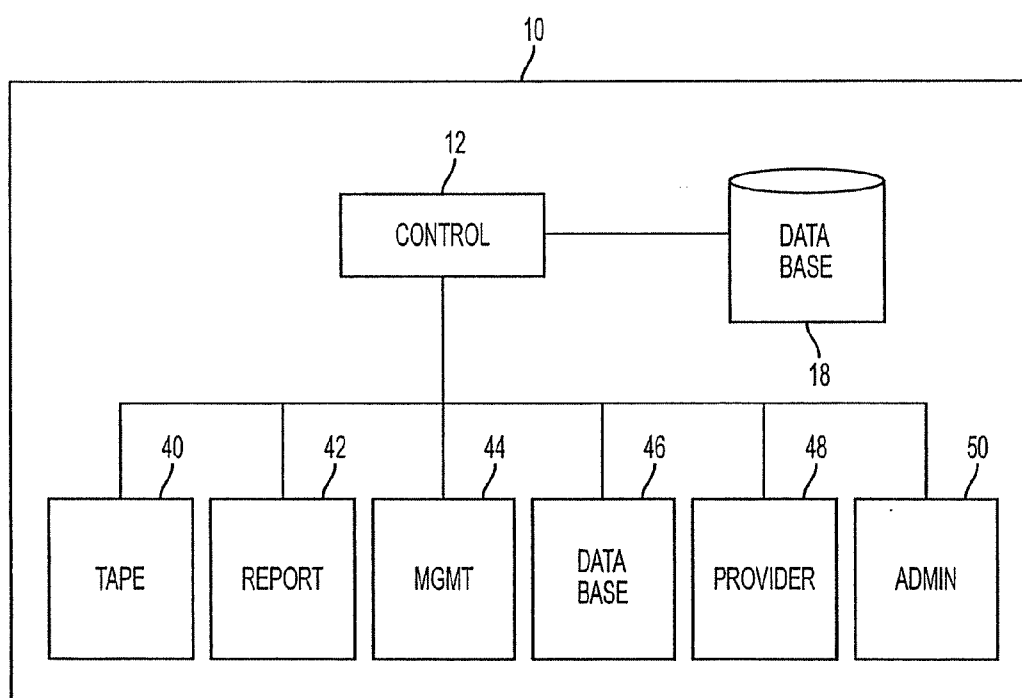 10
12
CONTROL
DATA
BASE
18
40
42
44
46
48
50
TAPE
REPORT
MGMT
DATA
BASE
PROVIDER
ADMIN